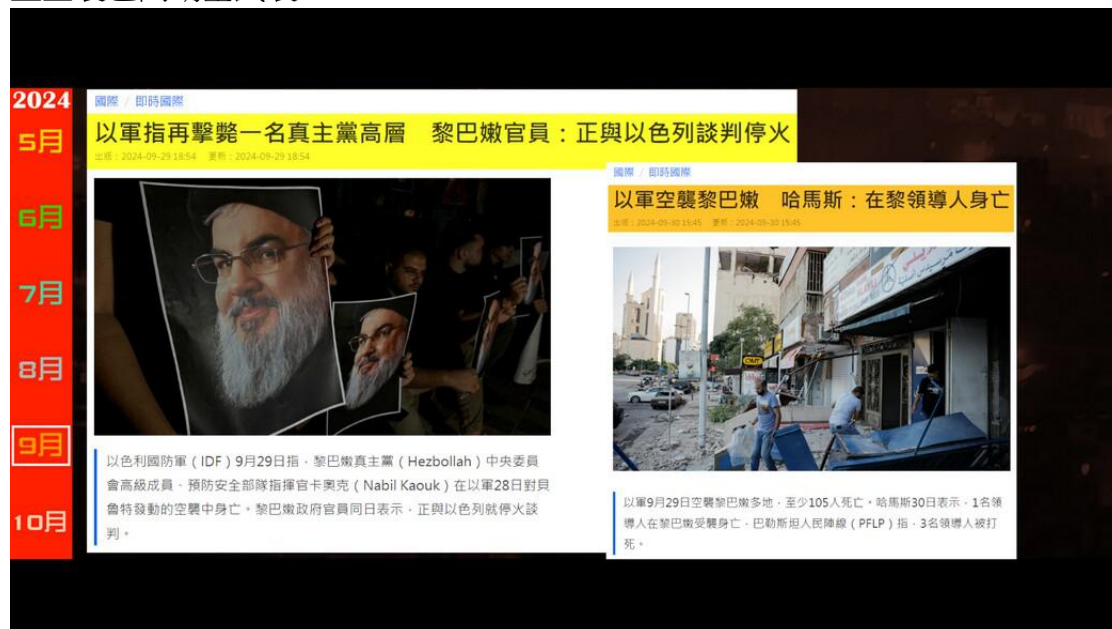 2024
5月
6月
7月
8月
9月
10月
國際 / 即時國際
以軍指再擊斃一名真主黨高層 黎巴嫩官員：正與以色列談判停火
出版：2024-09-29 18:54 更新：2024-09-29 18:54
以色利國防軍（IDF）9月29日指，黎巴嫩真主黨（Hezbollah）中央委員
會高級成員、預防安全部隊指揮官卡奧克（Nabil Kaouk）在以軍28日對貝
魯特發動的空襲中身亡。黎巴嫩政府官員同日表示，正與以色列就停火談
判。
國際 / 即時國際
以軍空襲黎巴嫩 哈馬斯：在黎領導人身亡
出版：2024-09-30 15:45 更新：2024-09-30 15:45
OMT
以軍9月29日空襲黎巴嫩多地，至少105人死亡。哈馬斯30日表示，1名領
導人在黎巴嫩受襲身亡，巴勒斯坦人民陣線（PFLP）指，3名領導人被打
死。